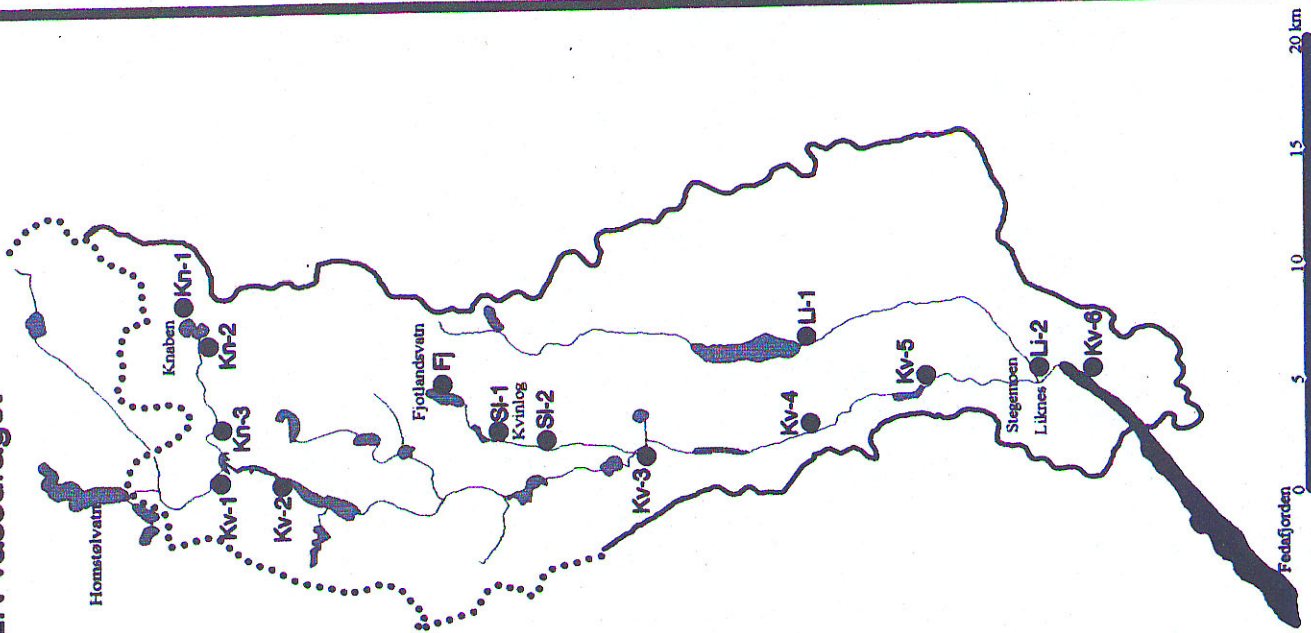 vassdraget
Homstølvatn
Knaben
Kn-1
Kn-2
Kn-3
Kv-1
Kv-2
Fjotlandsvatn
Fj
Sl-1
Kvinlog
Sl-2
Kv-3
Li-1
Kv-4
Kv-5
Stegemoen
Liknes
Li-2
Kv-6
Fedafjorden
0 5 10 15 20 km